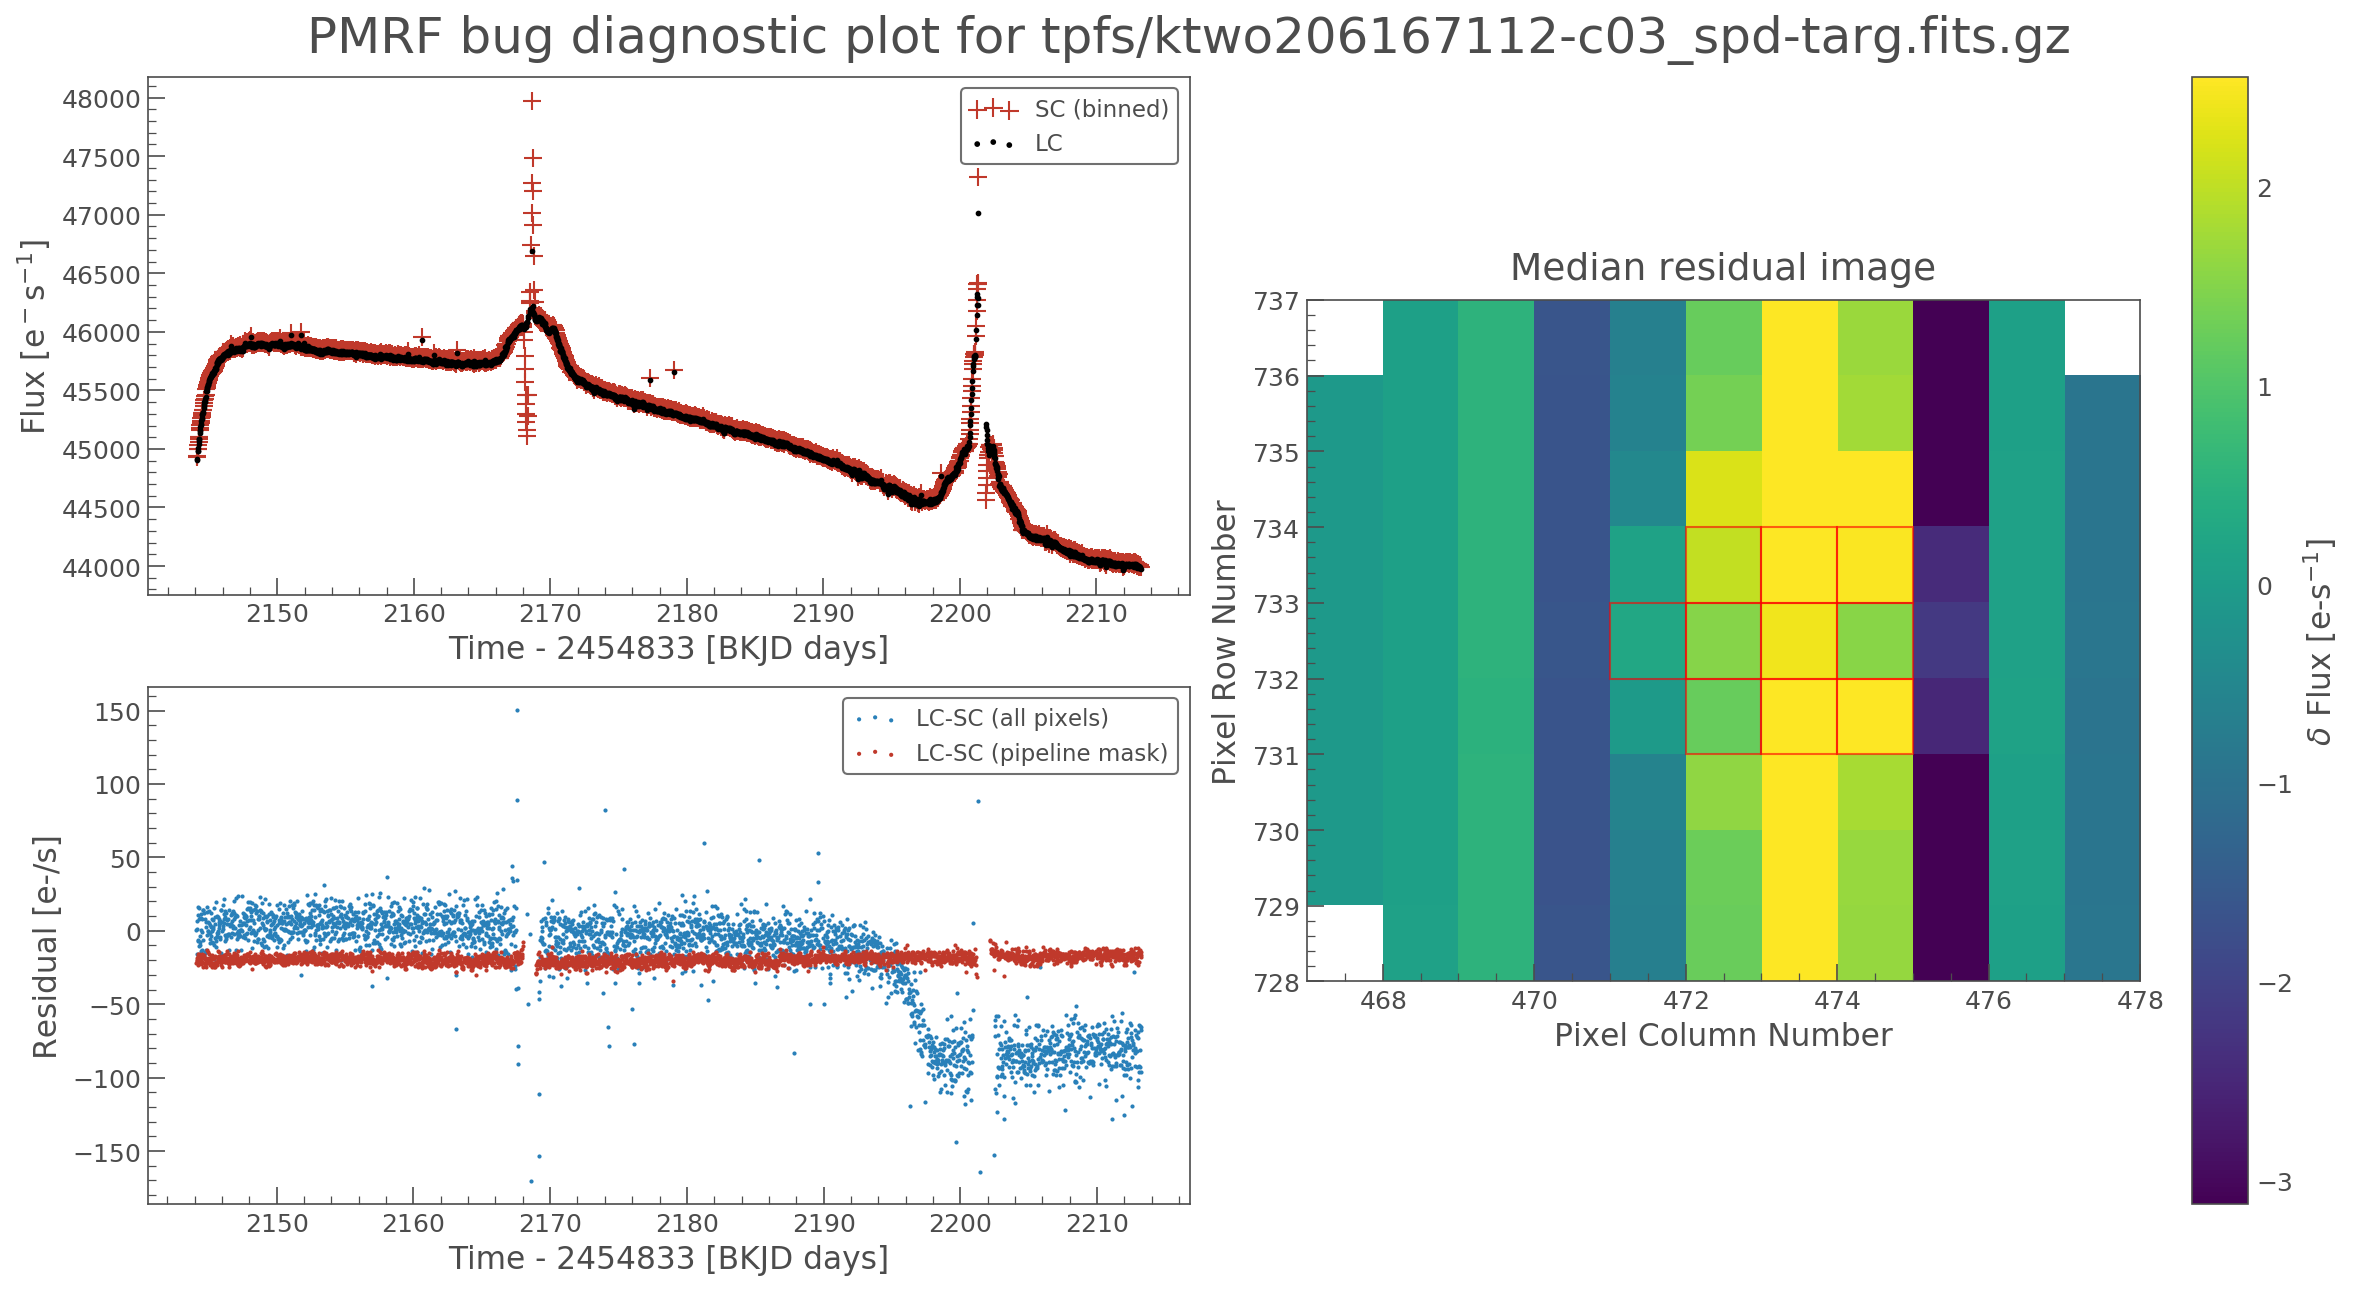 PMRF bug diagnostic plot for tpfs/ktwo206167112-c03_spd-targ.fits.gz
48000
47500
47000
46500
46000
45500
45000
44500
44000
Flux [e⁻ s⁻¹]
SC (binned)
LC
2150 2160 2170 2180 2190 2200 2210
Time - 2454833 [BKJD days]
150
100
50
0
−50
−100
−150
Residual [e-/s]
LC-SC (all pixels)
LC-SC (pipeline mask)
2150 2160 2170 2180 2190 2200 2210
Time - 2454833 [BKJD days]
Median residual image
737
736
735
734
733
732
731
730
729
728
Pixel Row Number
468 470 472 474 476 478
Pixel Column Number
2
1
0
−1
−2
−3
δ Flux [e-s⁻¹]